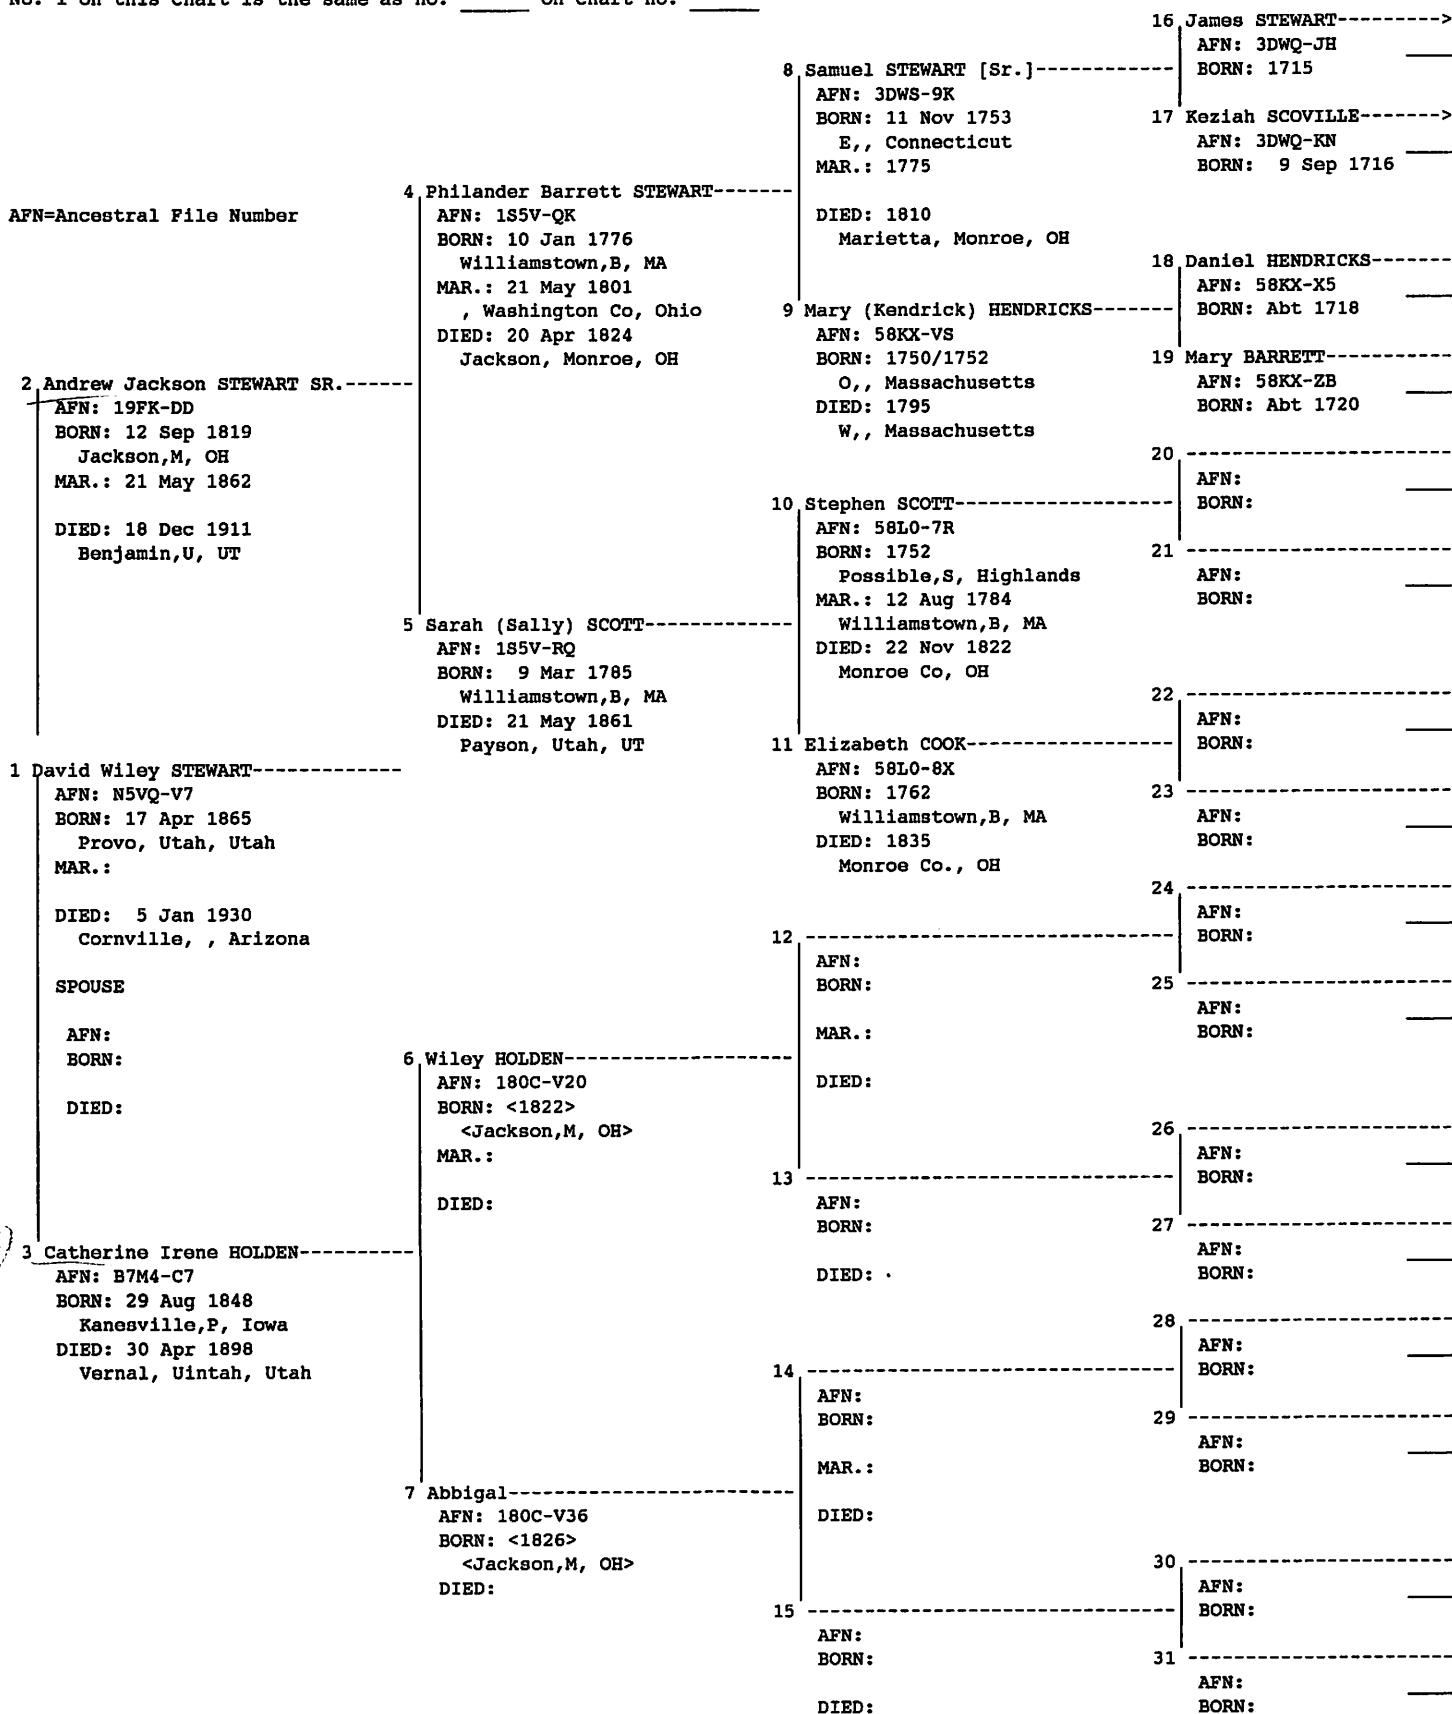 No. 1 on this chart is the same as no. _____ on chart no. _____
AFN=Ancestral File Number
1 David Wiley STEWART-------------
AFN: N5VQ-V7
BORN: 17 Apr 1865
Provo, Utah, Utah
MAR.:
DIED: 5 Jan 1930
Cornville, , Arizona
SPOUSE
AFN:
BORN:
DIED:
2 Andrew Jackson STEWART SR.------
AFN: 19FK-DD
BORN: 12 Sep 1819
Jackson,M, OH
MAR.: 21 May 1862
DIED: 18 Dec 1911
Benjamin,U, UT
3 Catherine Irene HOLDEN----------
AFN: B7M4-C7
BORN: 29 Aug 1848
Kanesville,P, Iowa
DIED: 30 Apr 1898
Vernal, Uintah, Utah
4 Philander Barrett STEWART-------
AFN: 1S5V-QK
BORN: 10 Jan 1776
Williamstown,B, MA
MAR.: 21 May 1801
, Washington Co, Ohio
DIED: 20 Apr 1824
Jackson, Monroe, OH
5 Sarah (Sally) SCOTT-------------
AFN: 1S5V-RQ
BORN: 9 Mar 1785
Williamstown,B, MA
DIED: 21 May 1861
Payson, Utah, UT
6 Wiley HOLDEN--------------------
AFN: 180C-V20
BORN: <1822>
<Jackson,M, OH>
MAR.:
DIED:
7 Abbigal-------------------------
AFN: 180C-V36
BORN: <1826>
<Jackson,M, OH>
DIED:
8 Samuel STEWART [Sr.]------------
AFN: 3DWS-9K
BORN: 11 Nov 1753
E,, Connecticut
MAR.: 1775
DIED: 1810
Marietta, Monroe, OH
9 Mary (Kendrick) HENDRICKS-------
AFN: 58KX-VS
BORN: 1750/1752
O,, Massachusetts
DIED: 1795
W,, Massachusetts
10 Stephen SCOTT-------------------
AFN: 58L0-7R
BORN: 1752
Possible,S, Highlands
MAR.: 12 Aug 1784
Williamstown,B, MA
DIED: 22 Nov 1822
Monroe Co, OH
11 Elizabeth COOK------------------
AFN: 58L0-8X
BORN: 1762
Williamstown,B, MA
DIED: 1835
Monroe Co., OH
12 --------------------------------
AFN:
BORN:
MAR.:
DIED:
13 --------------------------------
AFN:
BORN:
DIED:
14 --------------------------------
AFN:
BORN:
MAR.:
DIED:
15 --------------------------------
AFN:
BORN:
DIED:
16 James STEWART--------->
AFN: 3DWQ-JH
BORN: 1715
17 Keziah SCOVILLE------->
AFN: 3DWQ-KN
BORN: 9 Sep 1716
18 Daniel HENDRICKS-------
AFN: 58KX-X5
BORN: Abt 1718
19 Mary BARRETT-----------
AFN: 58KX-ZB
BORN: Abt 1720
20 -----------------------
AFN:
BORN:
21 -----------------------
AFN:
BORN:
22 -----------------------
AFN:
BORN:
23 -----------------------
AFN:
BORN:
24 -----------------------
AFN:
BORN:
25 -----------------------
AFN:
BORN:
26 -----------------------
AFN:
BORN:
27 -----------------------
AFN:
BORN:
28 -----------------------
AFN:
BORN:
29 -----------------------
AFN:
BORN:
30 -----------------------
AFN:
BORN:
31 -----------------------
AFN:
BORN: